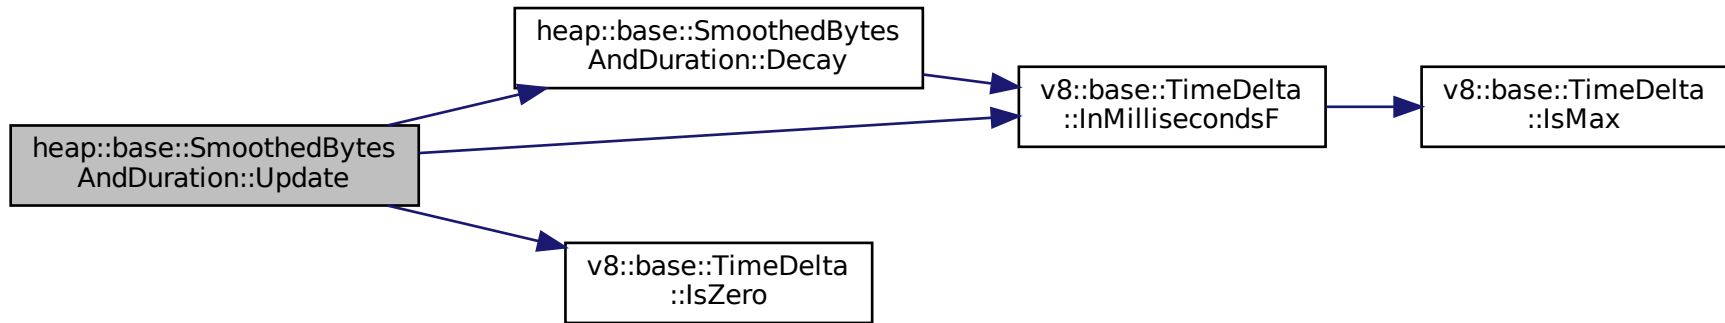 heap::base::SmoothedBytes
AndDuration::Update
heap::base::SmoothedBytes
AndDuration::Decay
v8::base::TimeDelta
::InMillisecondsF
v8::base::TimeDelta
::IsMax
v8::base::TimeDelta
::IsZero